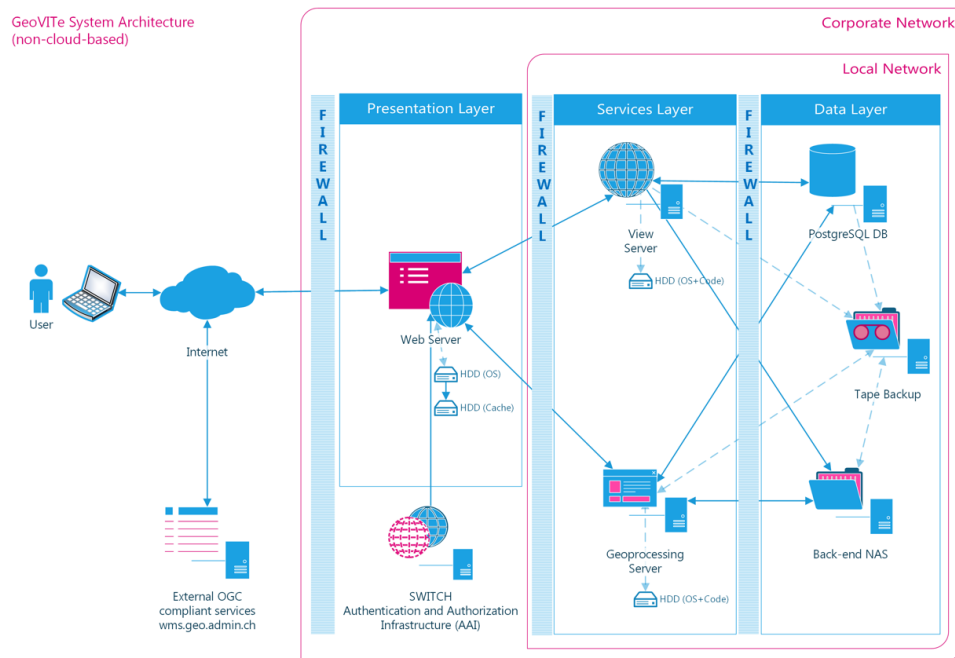 GeoVITe System Architecture
(non-cloud-based)
Corporate Network
Local Network
FIREWALL
Presentation Layer
FIREWALL
Services Layer
FIREWALL
Data Layer
View
Server
HDD (OS+Code)
PostgreSQL DB
User
Internet
Web Server
HDD (OS)
HDD (Cache)
Tape Backup
Geoprocessing
Server
HDD (OS+Code)
Back-end NAS
External OGC
compliant services
wms.geo.admin.ch
SWITCH
Authentication and Authorization
Infrastructure (AAI)